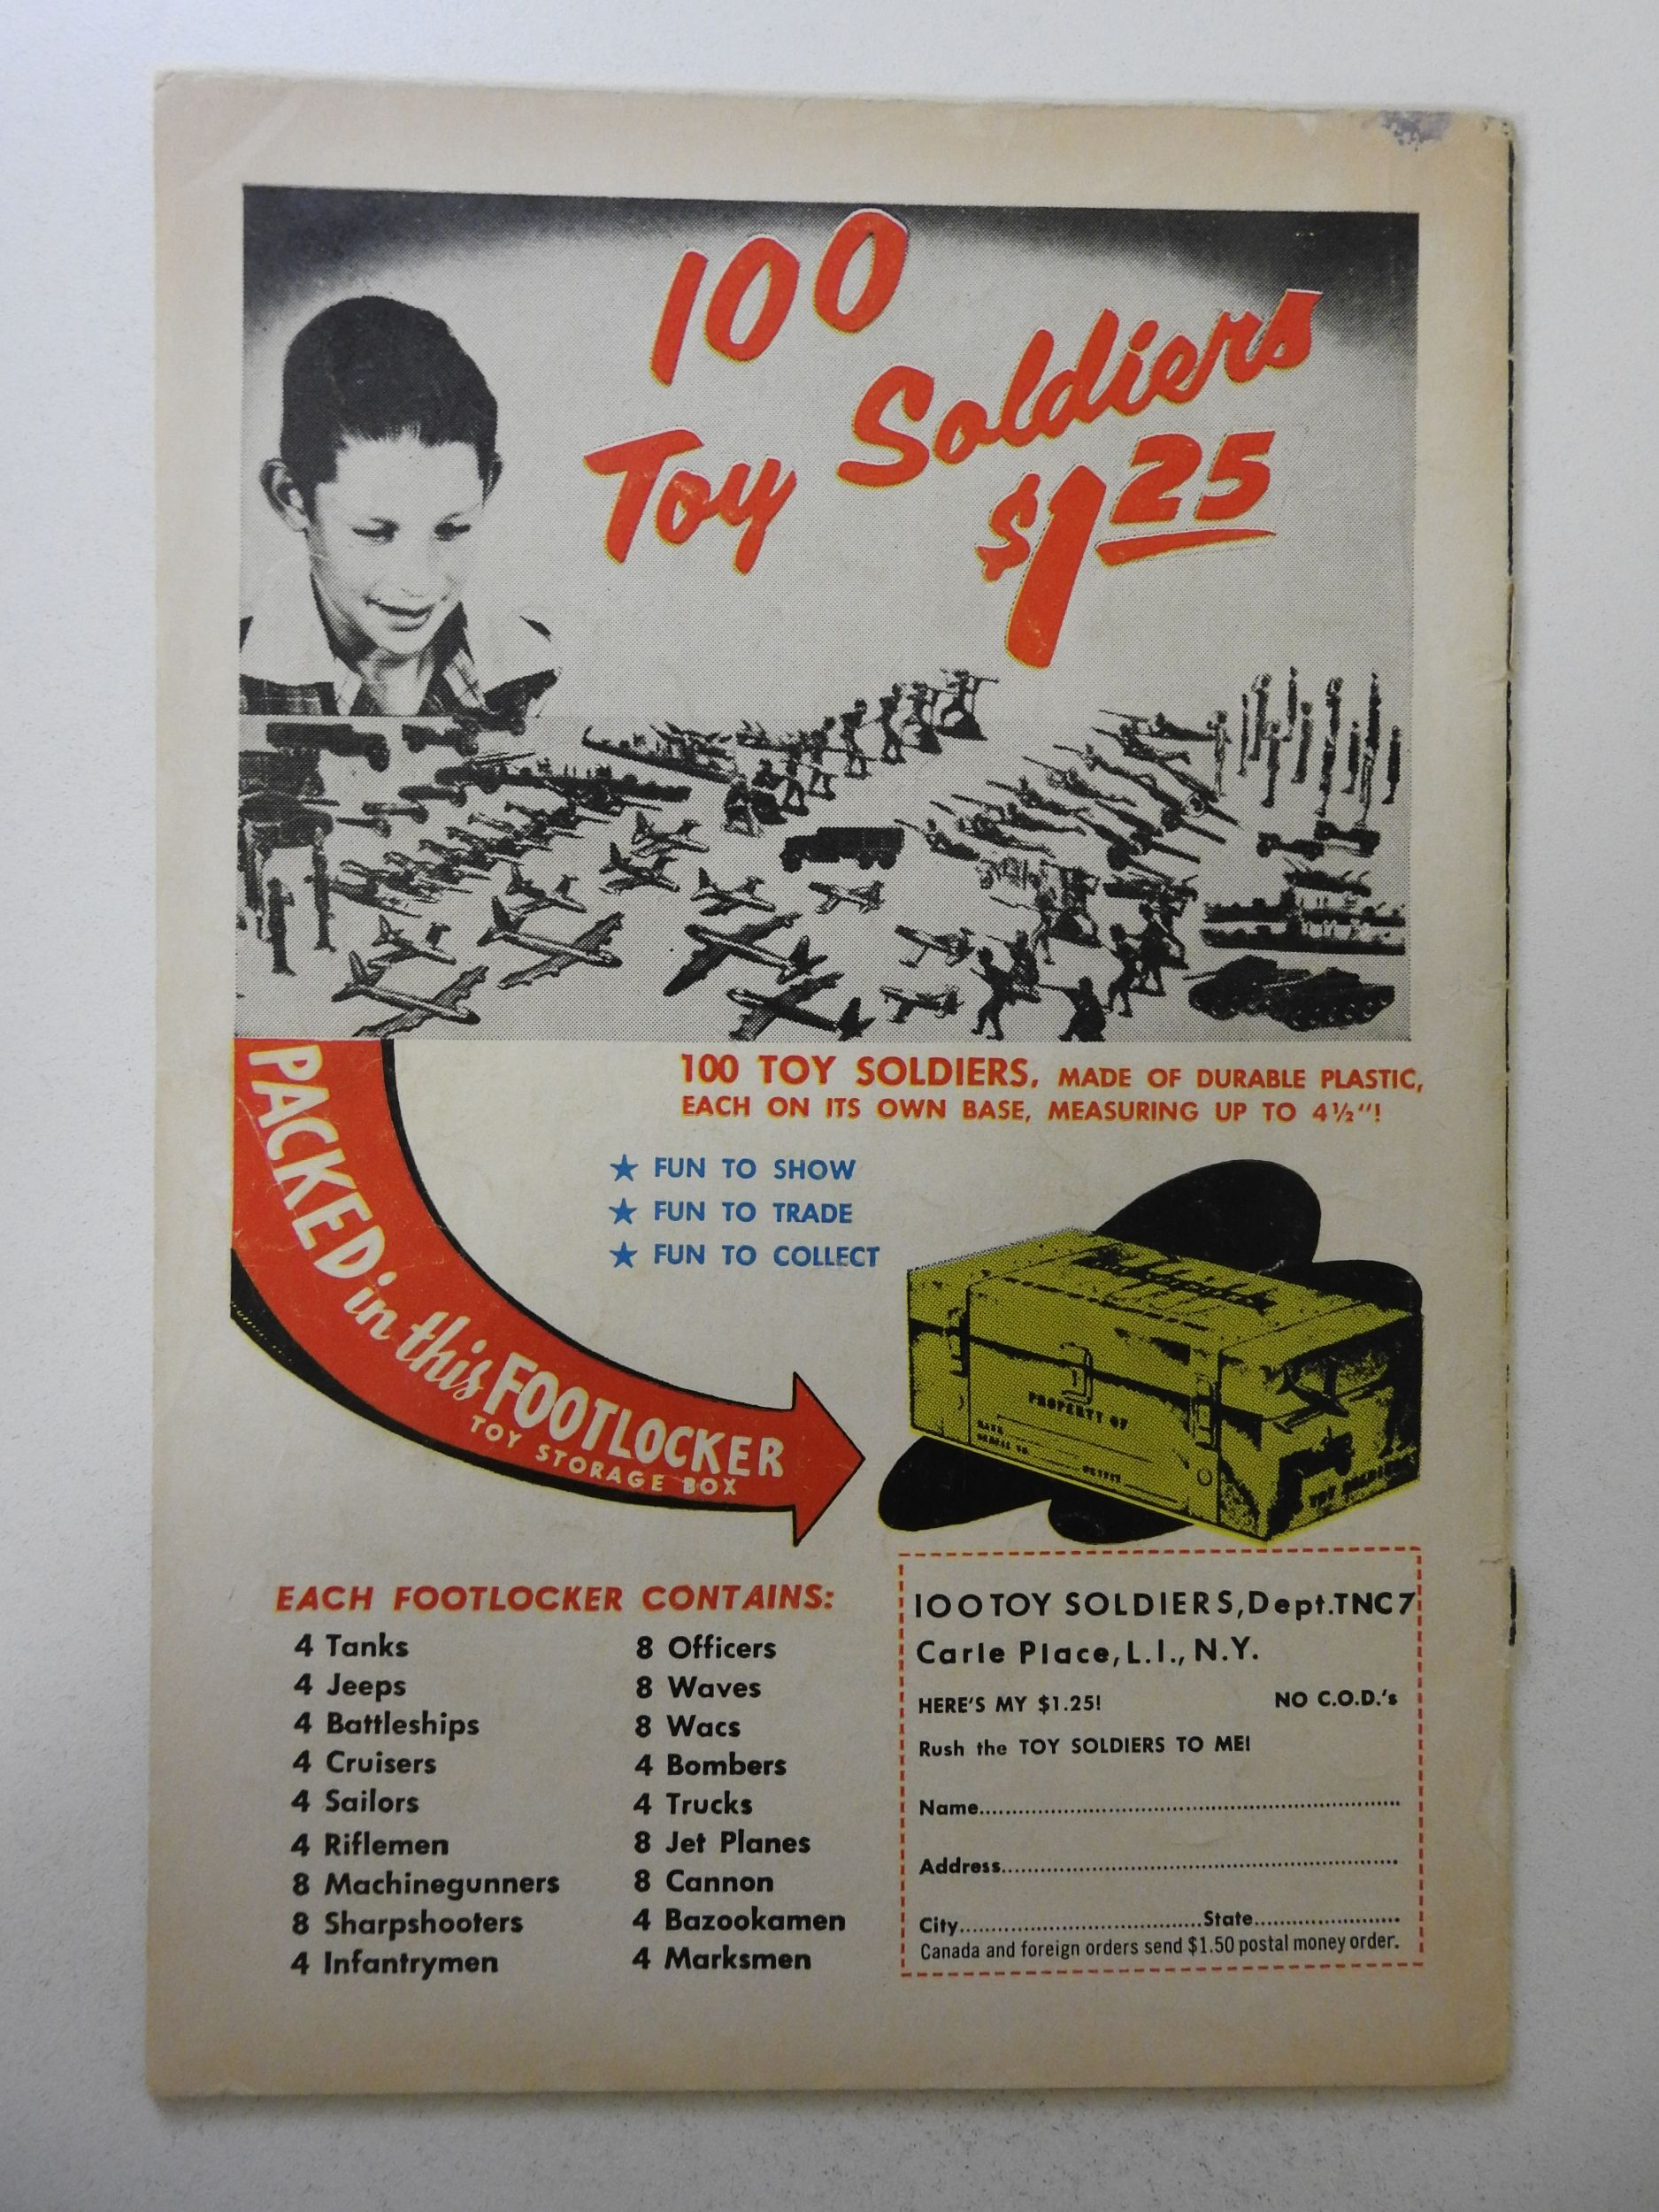 100
Toy Soldiers
$1 25
100 TOY SOLDIERS, MADE OF DURABLE PLASTIC,
EACH ON ITS OWN BASE, MEASURING UP TO 4½"!
★ FUN TO SHOW
★ FUN TO TRADE
★ FUN TO COLLECT
PACKED in this FOOTLOCKER
TOY STORAGE BOX
PROPERTY OF
EACH FOOTLOCKER CONTAINS:
4 Tanks
4 Jeeps
4 Battleships
4 Cruisers
4 Sailors
4 Riflemen
8 Machinegunners
8 Sharpshooters
4 Infantrymen
8 Officers
8 Waves
8 Wacs
4 Bombers
4 Trucks
8 Jet Planes
8 Cannon
4 Bazookamen
4 Marksmen
100 TOY SOLDIERS, Dept. TNC7
Carle Place, L.I., N.Y.
HERE'S MY $1.25! NO C.O.D.'s
Rush the TOY SOLDIERS TO ME!
Name
Address
City State
Canada and foreign orders send $1.50 postal money order.